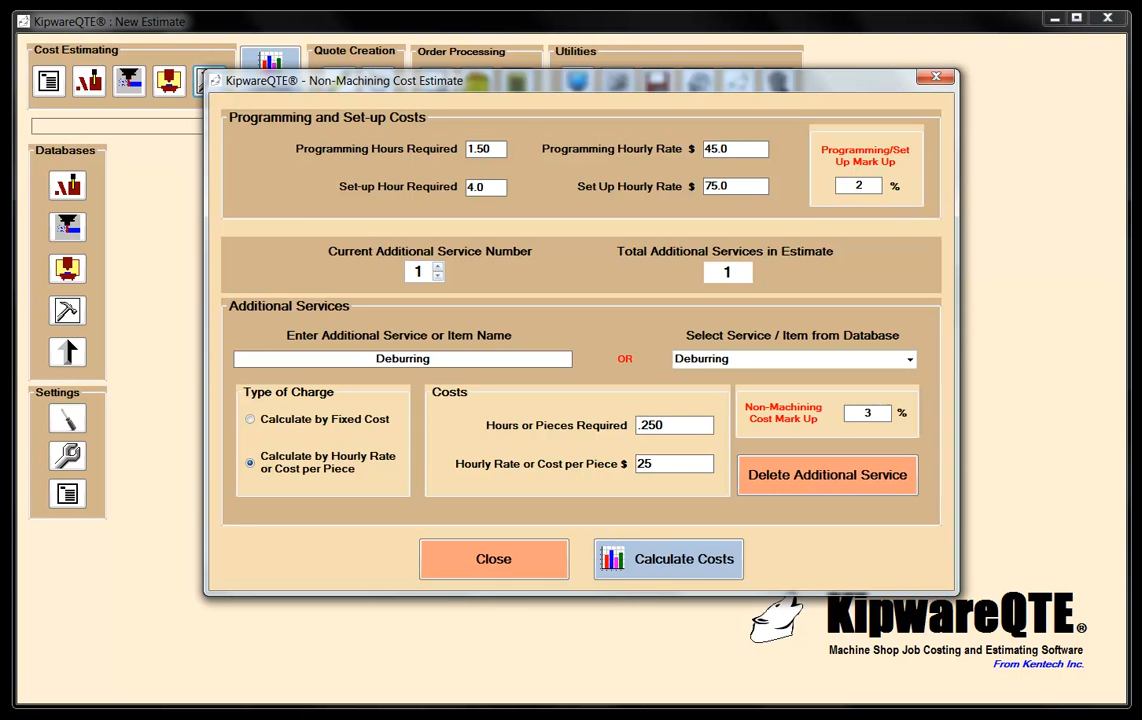 KipwareQTE® : New Estimate
Cost Estimating
Quote Creation
Order Processing
Utilities
KipwareQTE® - Non-Machining Cost Estimate
Programming and Set-up Costs
Programming Hours Required 1.50
Programming Hourly Rate $ 45.0
Programming/Set
Up Mark Up
Set-up Hour Required 4.0
Set Up Hourly Rate $ 75.0
2 %
Databases
Current Additional Service Number
Total Additional Services in Estimate
1
1
Additional Services
Enter Additional Service or Item Name
Select Service / Item from Database
Deburring
OR
Deburring
Settings
Type of Charge
Costs
Calculate by Fixed Cost
Hours or Pieces Required .250
Non-Machining
Cost Mark Up
3 %
Calculate by Hourly Rate
or Cost per Piece
Hourly Rate or Cost per Piece $ 25
Delete Additional Service
Close
Calculate Costs
KipwareQTE®
Machine Shop Job Costing and Estimating Software
From Kentech Inc.